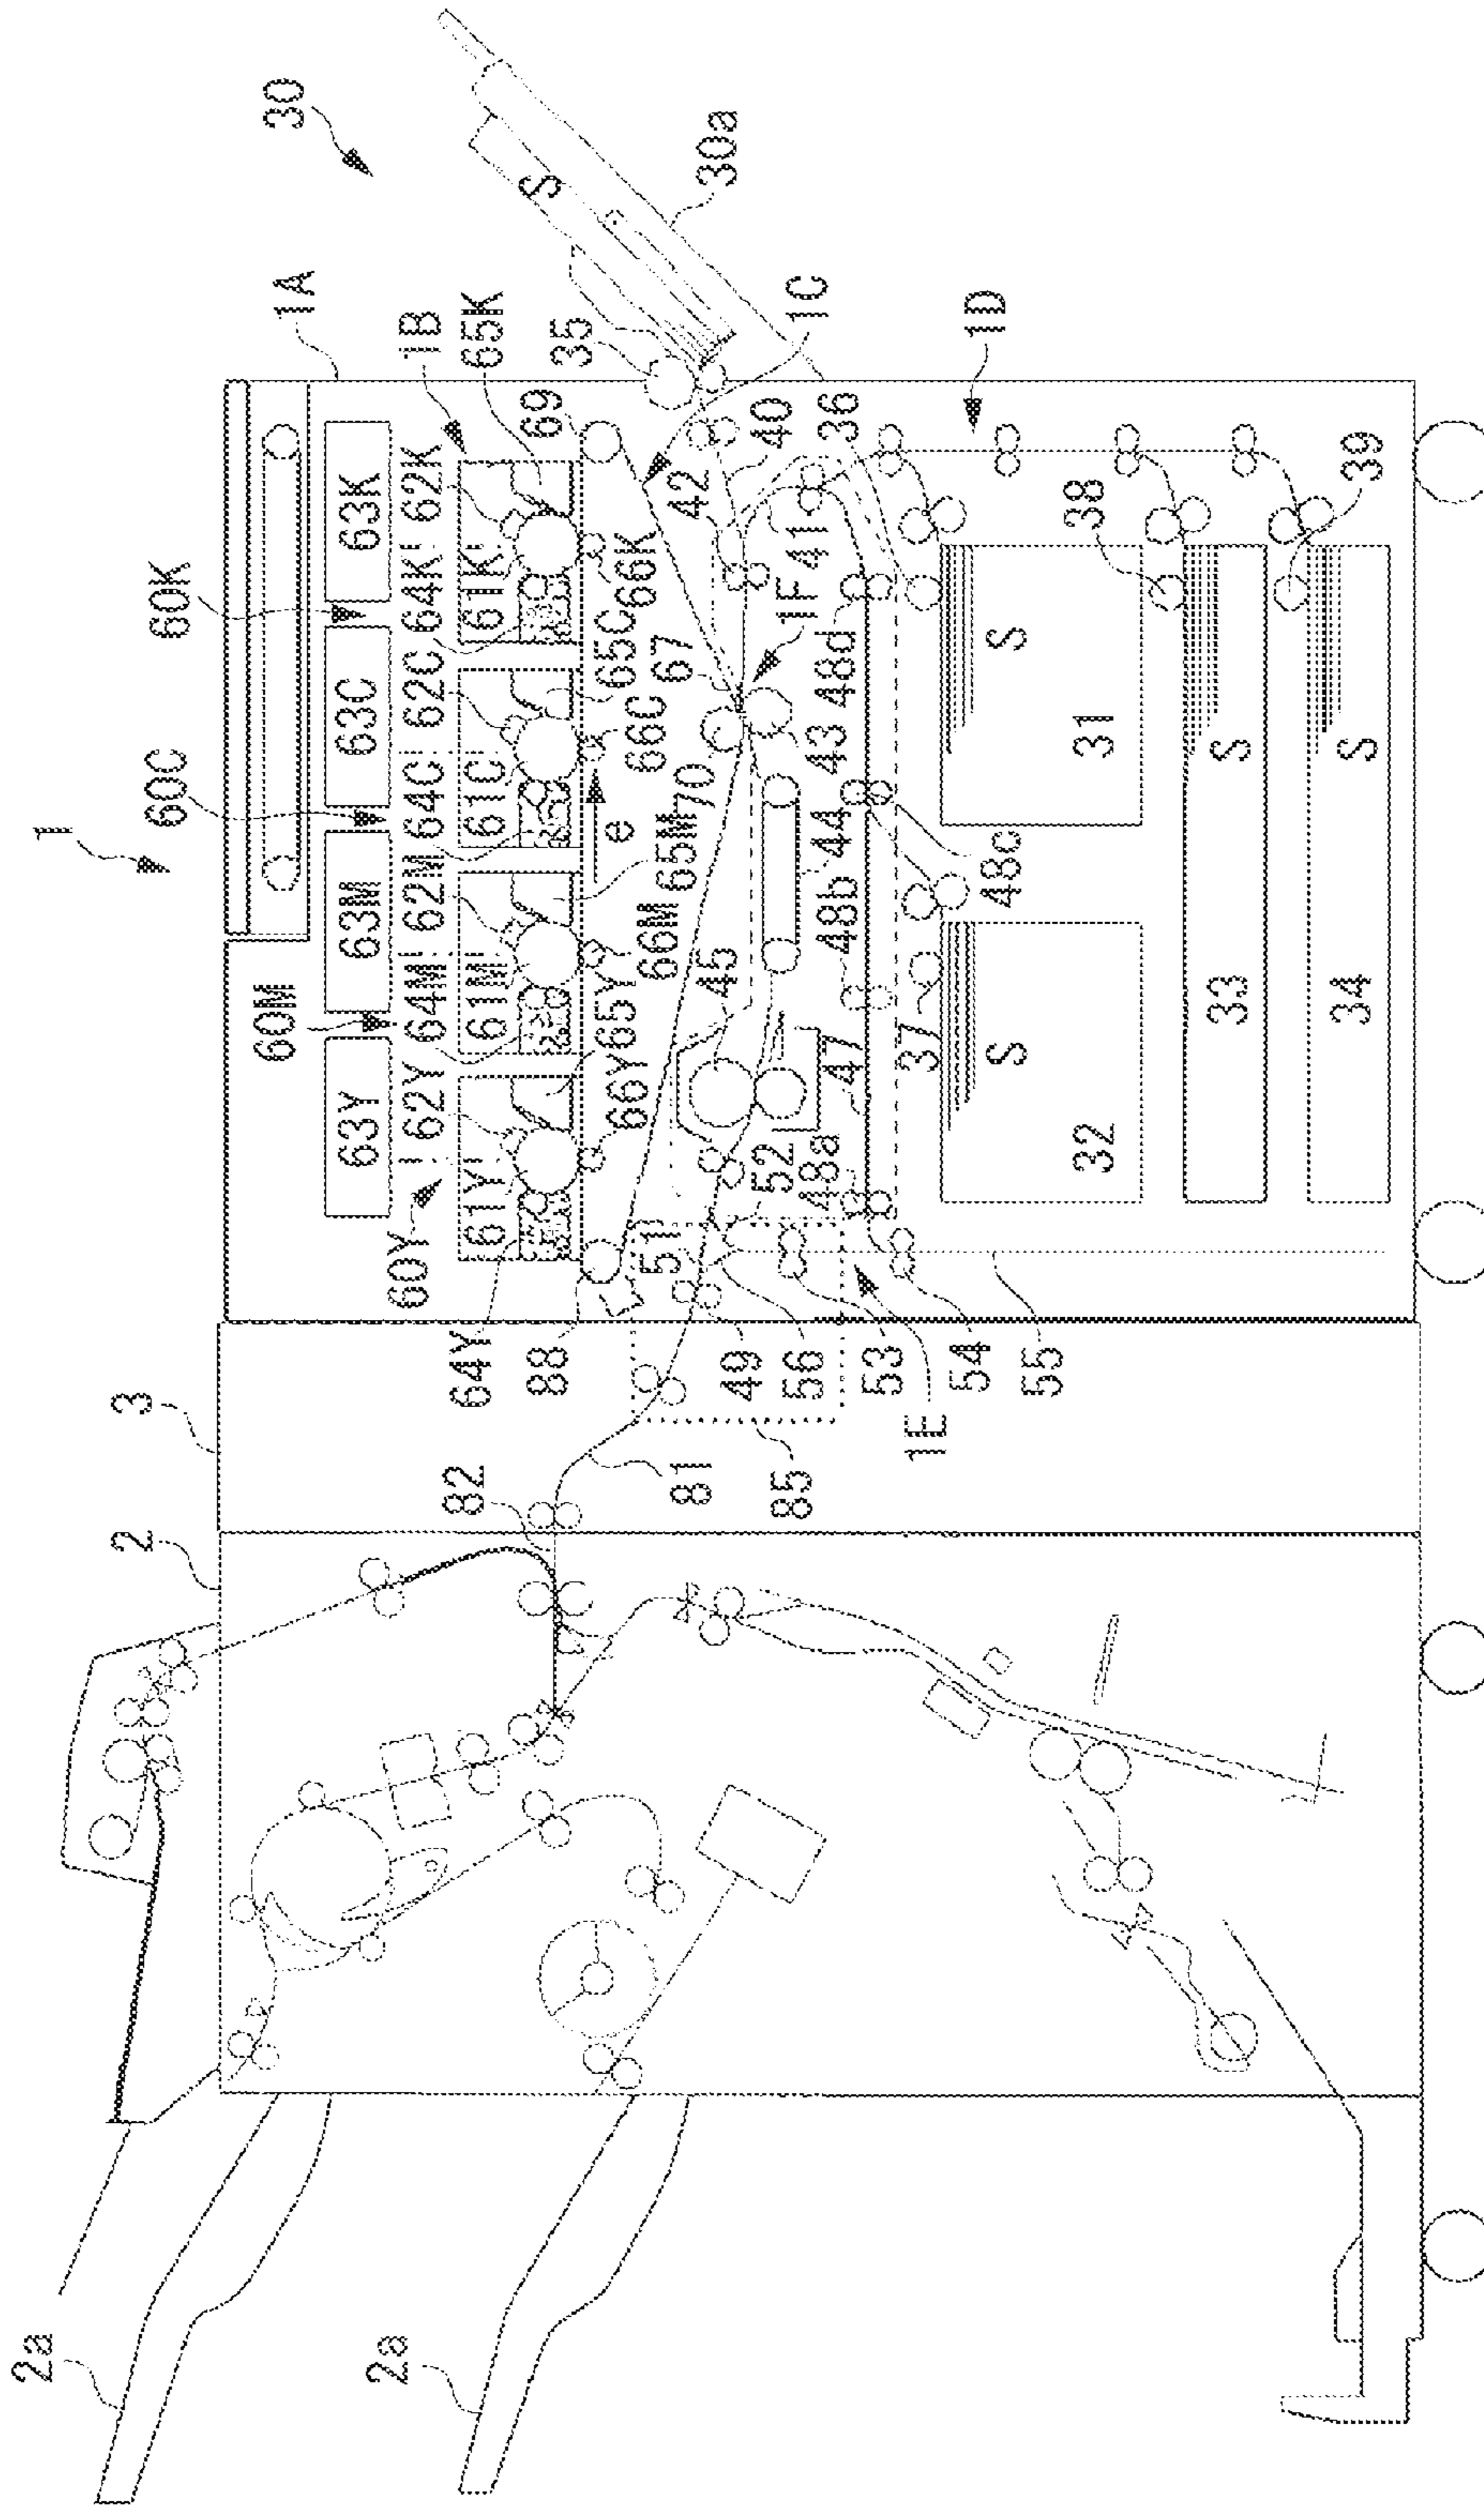 1
30
60C
60K
60M
1A
3
2
2a
63Y
63M
63C
63K
1B
60Y
62Y
64M
62M
64C
62C
64K
62K
65K
S
64Y
61Y
61M
61C
61K
35
69
88
e
30a
82
66Y
65Y
66M
65M
66C
65C
66K
2a
51
67
81
49
52
45
70
42
40
1C
85
56
48a
47
48b
44
43
48d
1F
41
36
53
1E
54
55
37
48c
1D
S
S
32
31
38
33
S
34
S
39